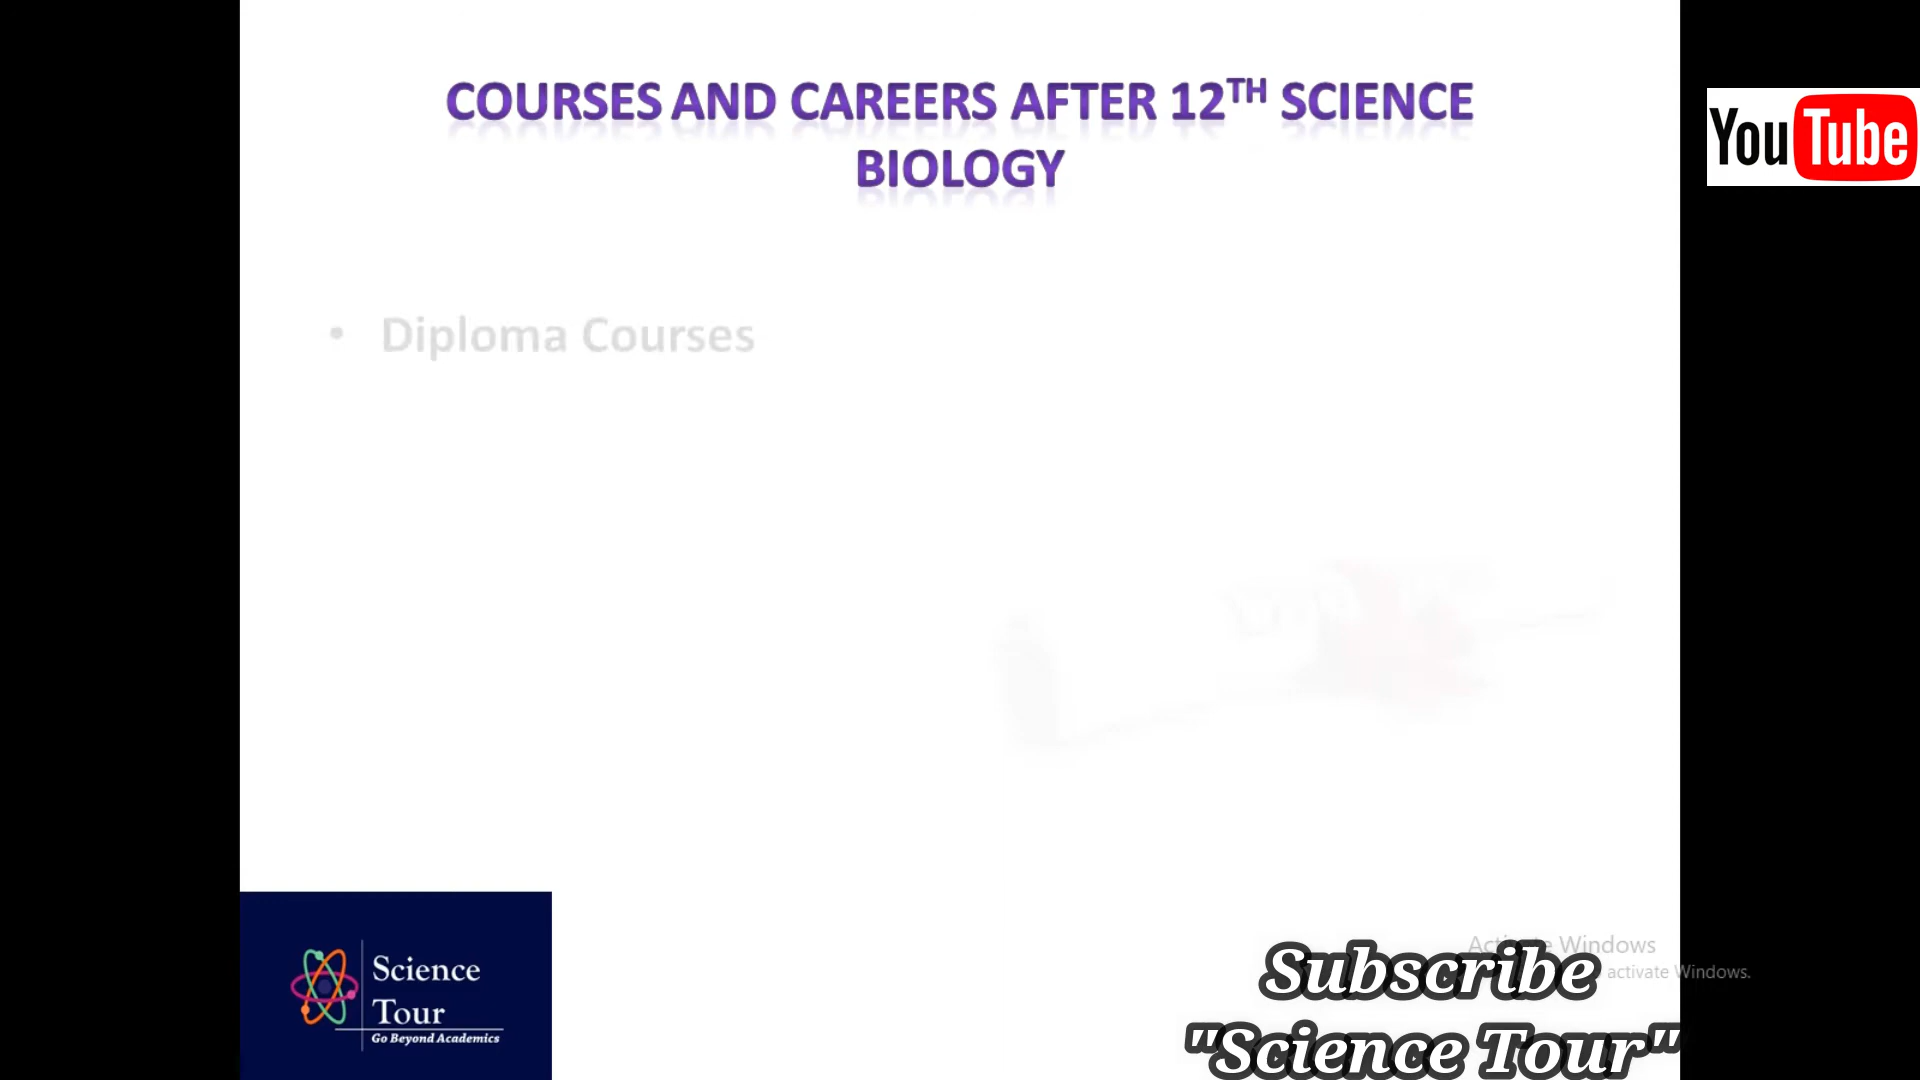 COURSES AND CAREERS AFTER 12TH SCIENCE
BIOLOGY
YouTube
• Diploma Courses
Science
Tour
Go Beyond Academics
Activate Windows
activate Windows.
Subscribe
"Science Tour"